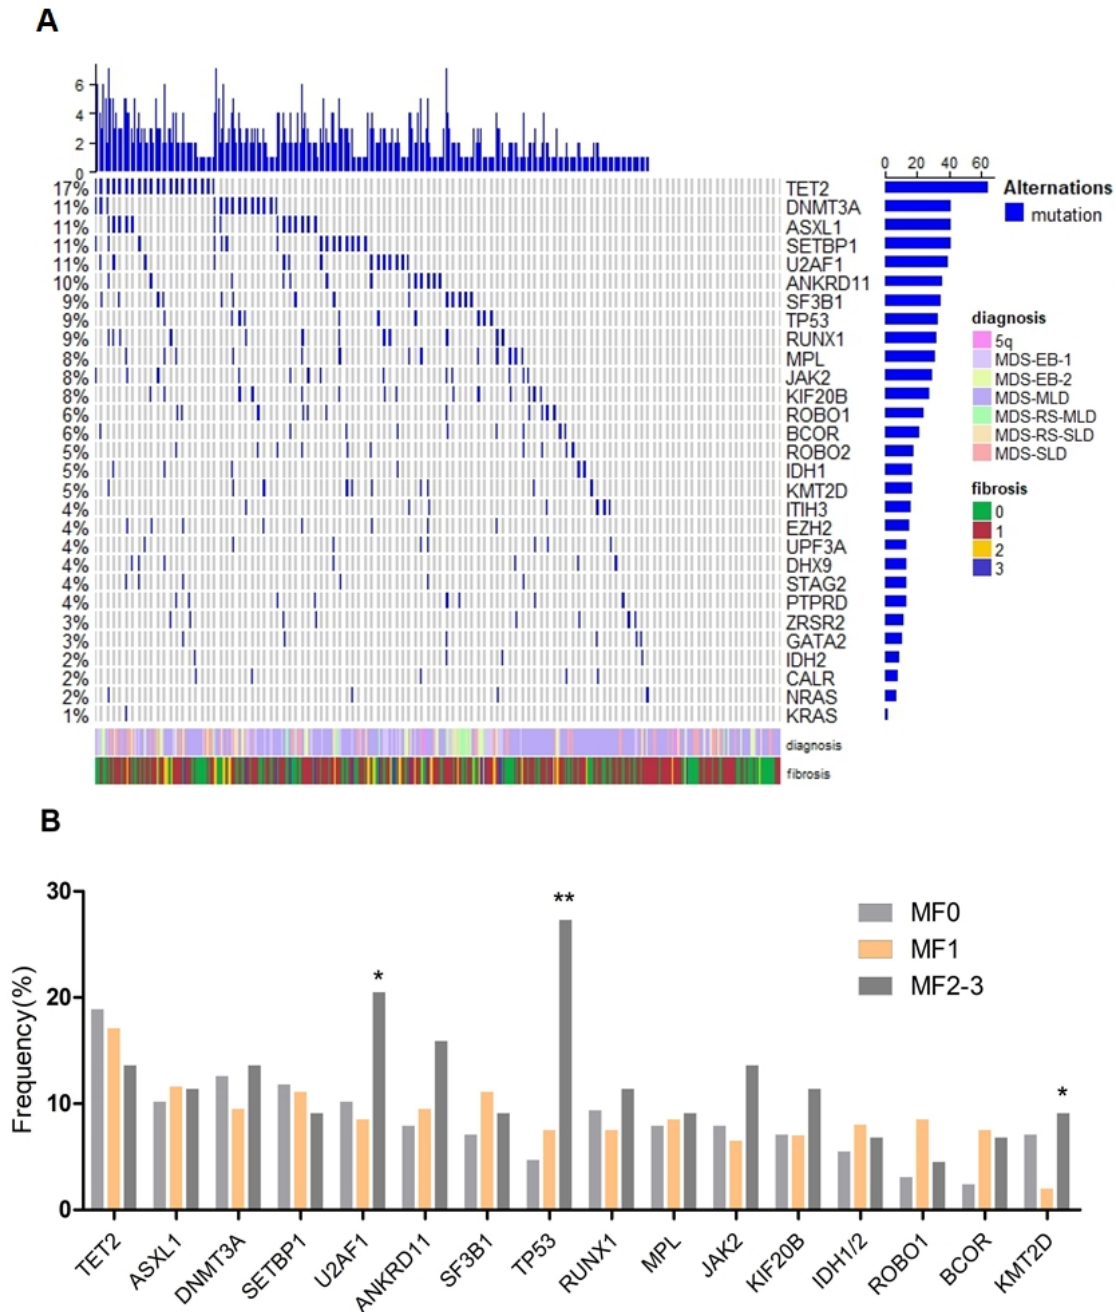 A
6
4
2
0
0 20 40 60
17% TET2
11% DNMT3A
11% ASXL1
11% SETBP1
11% U2AF1
10% ANKRD11
9% SF3B1
9% TP53
9% RUNX1
8% MPL
8% JAK2
8% KIF20B
6% ROBO1
6% BCOR
5% ROBO2
5% IDH1
5% KMT2D
4% ITIH3
4% EZH2
4% UPF3A
4% DHX9
4% STAG2
4% PTPRD
3% ZRSR2
3% GATA2
2% IDH2
2% CALR
2% NRAS
1% KRAS
diagnosis
fibrosis
Alternations
mutation
diagnosis
5q
MDS-EB-1
MDS-EB-2
MDS-MLD
MDS-RS-MLD
MDS-RS-SLD
MDS-SLD
fibrosis
0
1
2
3
B
Frequency(%)
30
20
10
0
* ** *
MF0
MF1
MF2-3
TET2 ASXL1 DNMT3A SETBP1 U2AF1 ANKRD11 SF3B1 TP53 RUNX1 MPL JAK2 KIF20B IDH1/2 ROBO1 BCOR KMT2D